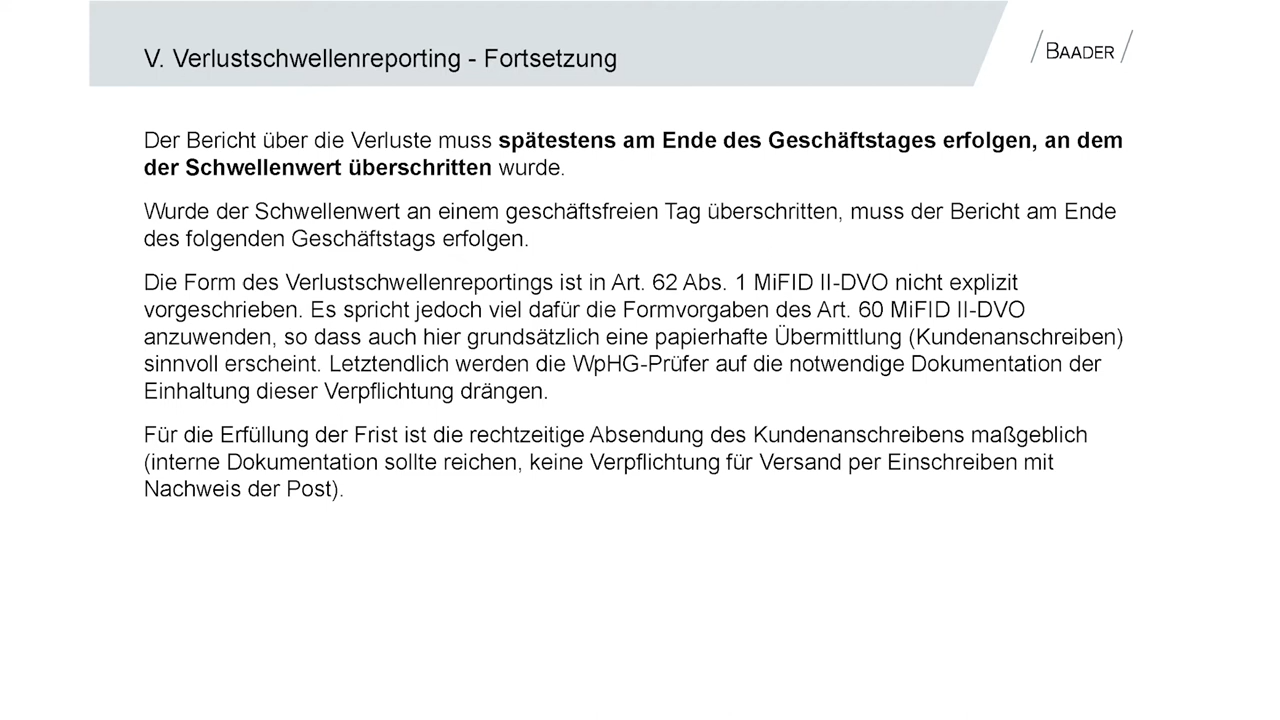 V. Verlustschwellenreporting - Fortsetzung
BAADER
Der Bericht über die Verluste muss spätestens am Ende des Geschäftstages erfolgen, an dem
der Schwellenwert überschritten wurde.
Wurde der Schwellenwert an einem geschäftsfreien Tag überschritten, muss der Bericht am Ende
des folgenden Geschäftstags erfolgen.
Die Form des Verlustschwellenreportings ist in Art. 62 Abs. 1 MiFID II-DVO nicht explizit
vorgeschrieben. Es spricht jedoch viel dafür die Formvorgaben des Art. 60 MiFID II-DVO
anzuwenden, so dass auch hier grundsätzlich eine papierhafte Übermittlung (Kundenanschreiben)
sinnvoll erscheint. Letztendlich werden die WpHG-Prüfer auf die notwendige Dokumentation der
Einhaltung dieser Verpflichtung drängen.
Für die Erfüllung der Frist ist die rechtzeitige Absendung des Kundenanschreibens maßgeblich
(interne Dokumentation sollte reichen, keine Verpflichtung für Versand per Einschreiben mit
Nachweis der Post).